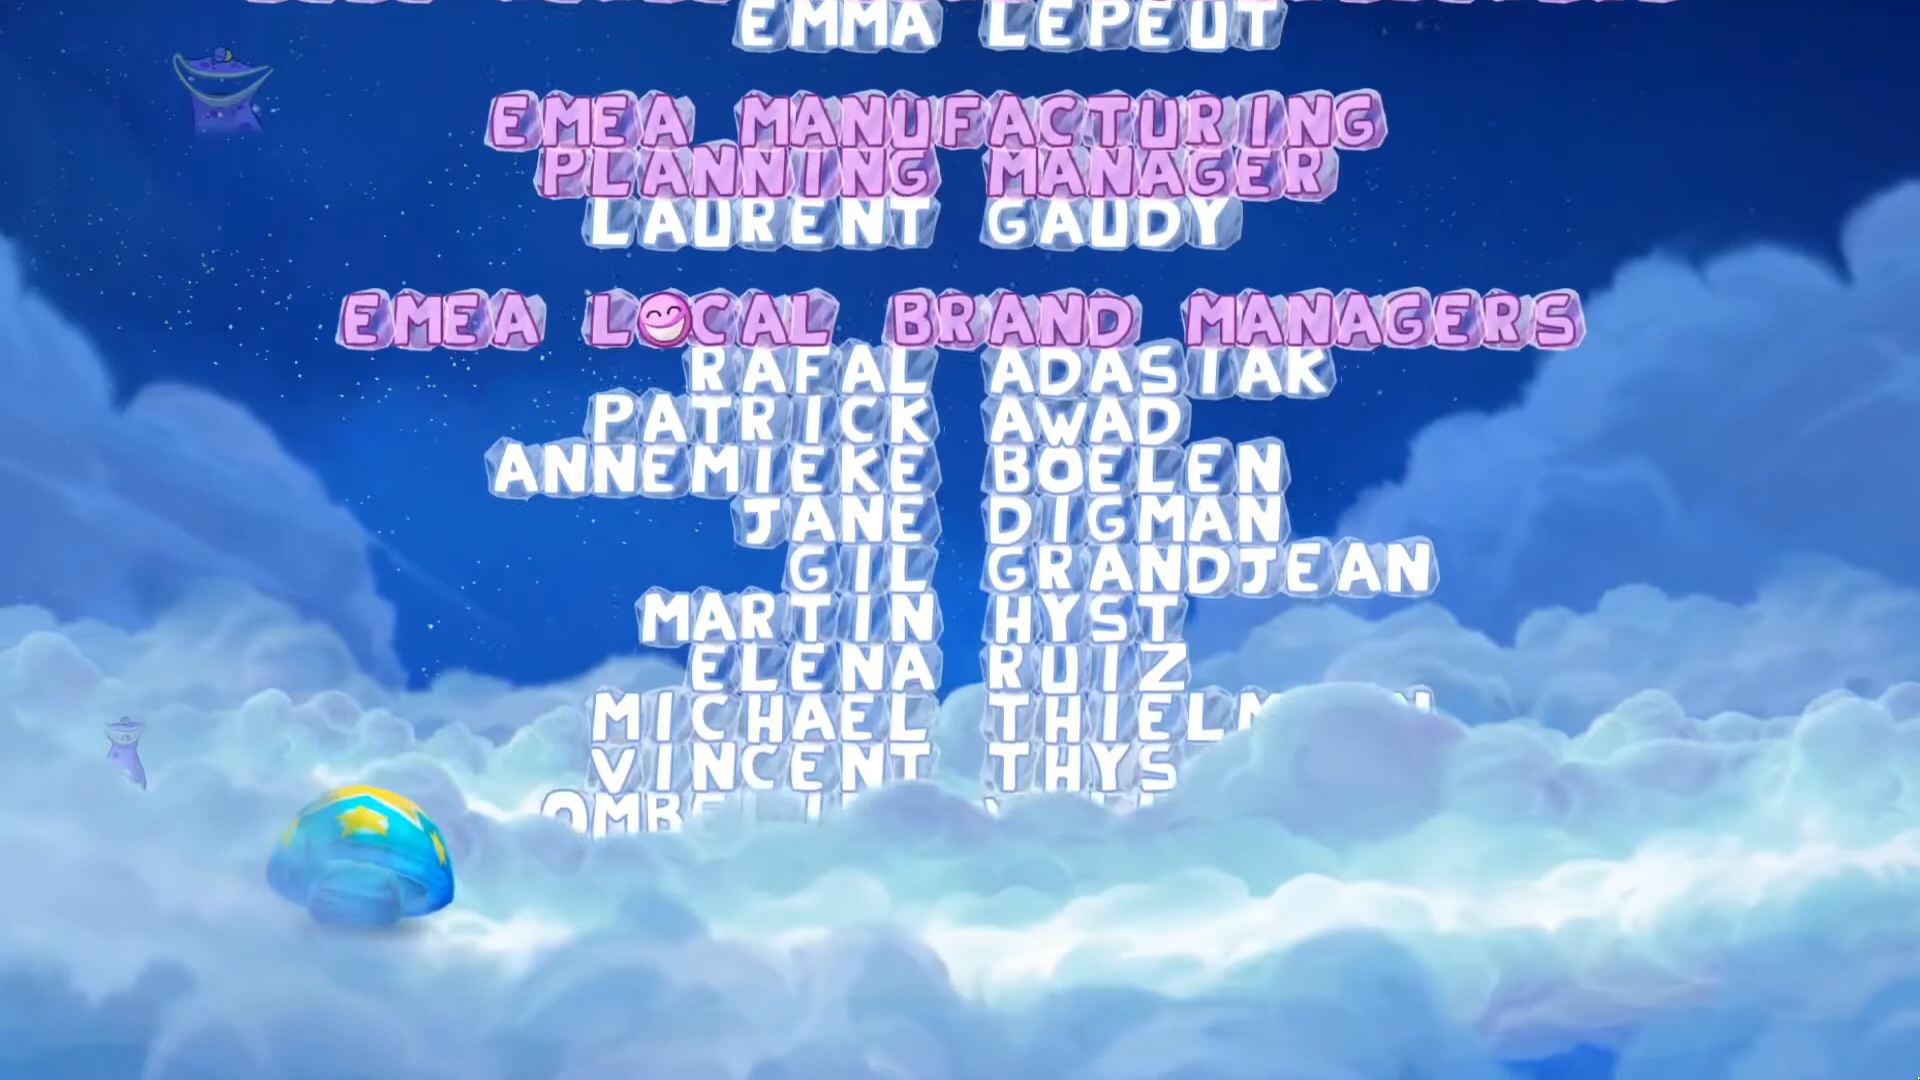 EMMA LEPEUT
EMEA MANUFACTURING
PLANNING MANAGER
LAURENT GAUDY
EMEA LOCAL BRAND MANAGERS
RAFAL ADASIAK
PATRICK AWAD
ANNEMIEKE BOELEN
JANE DIGMAN
GIL GRANDJEAN
MARTIN HYST
ELENA RUIZ
MICHAEL
VINCENT THYS